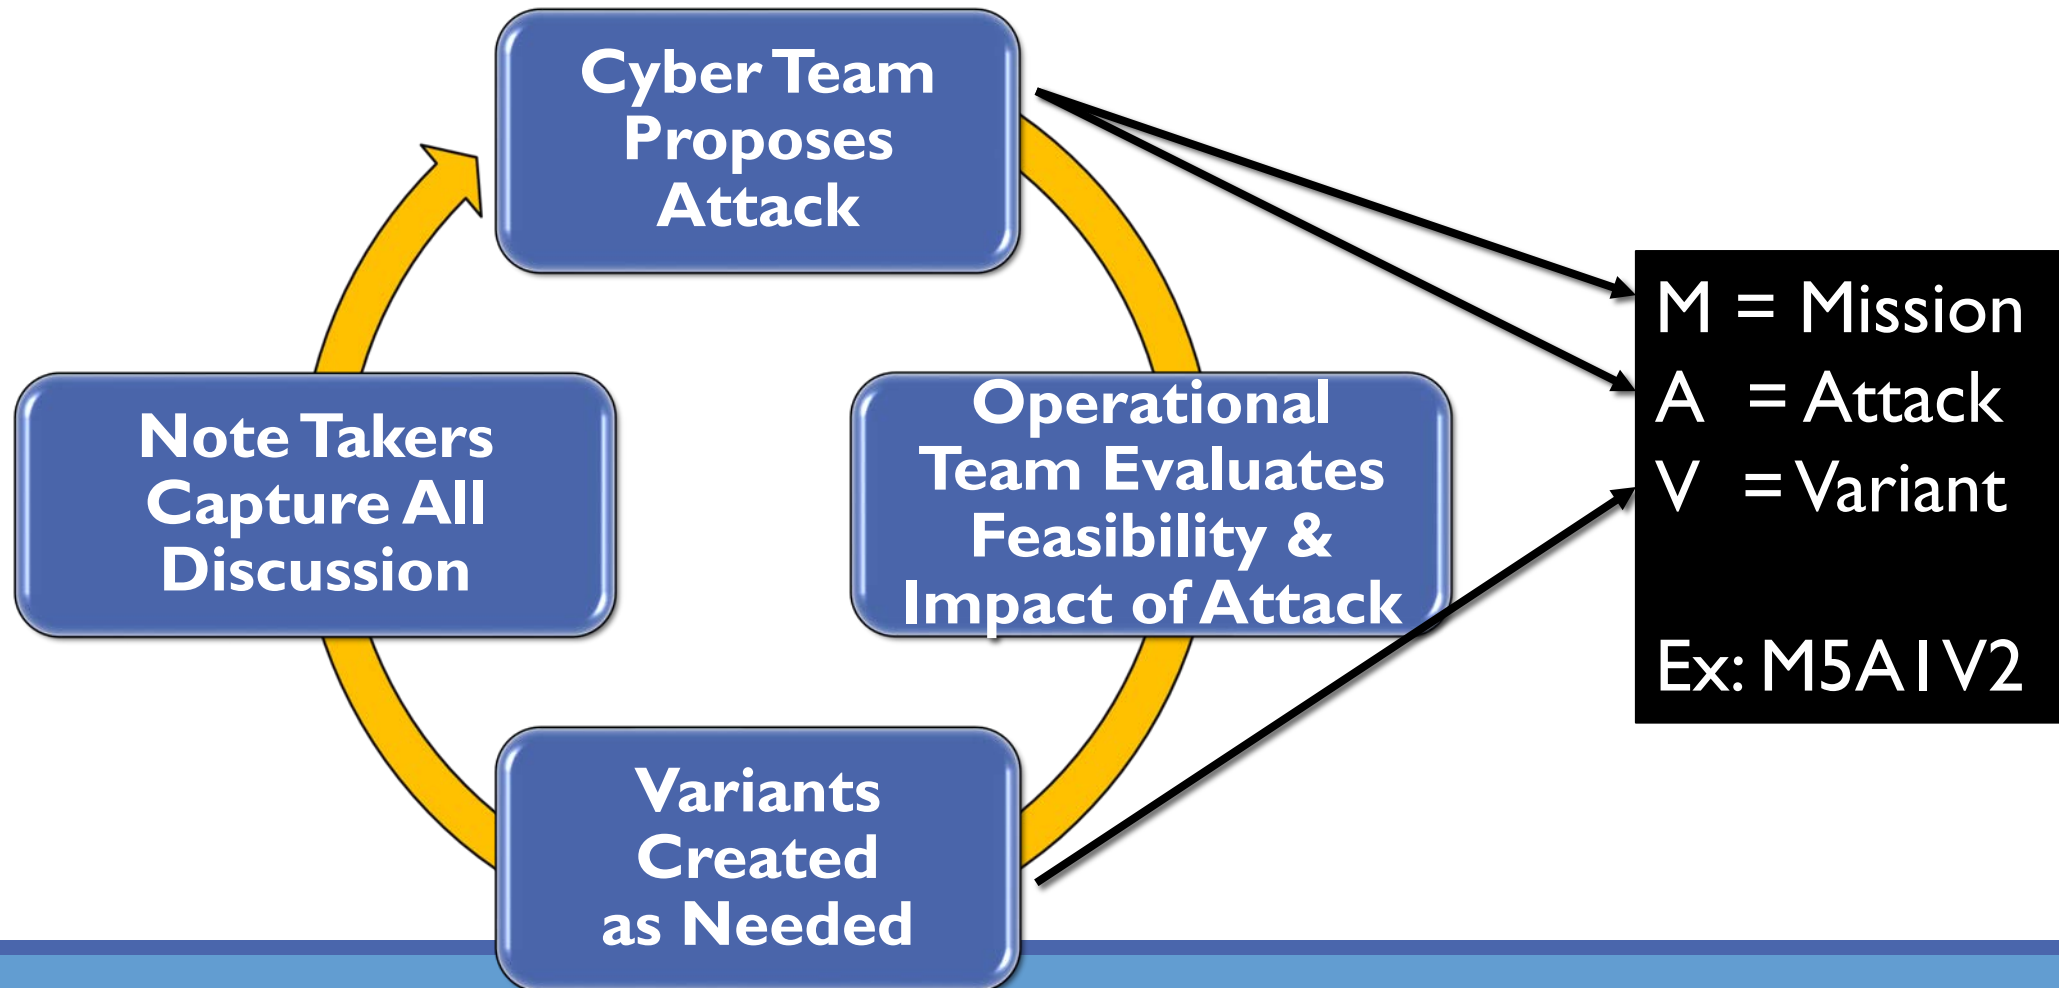 Cyber Team
Proposes
Attack
Operational
Team Evaluates
Feasibility &
Impact of Attack
Variants
Created
as Needed
Note Takers
Capture All
Discussion
M = Mission
A = Attack
V = Variant
Ex: M5A1V2